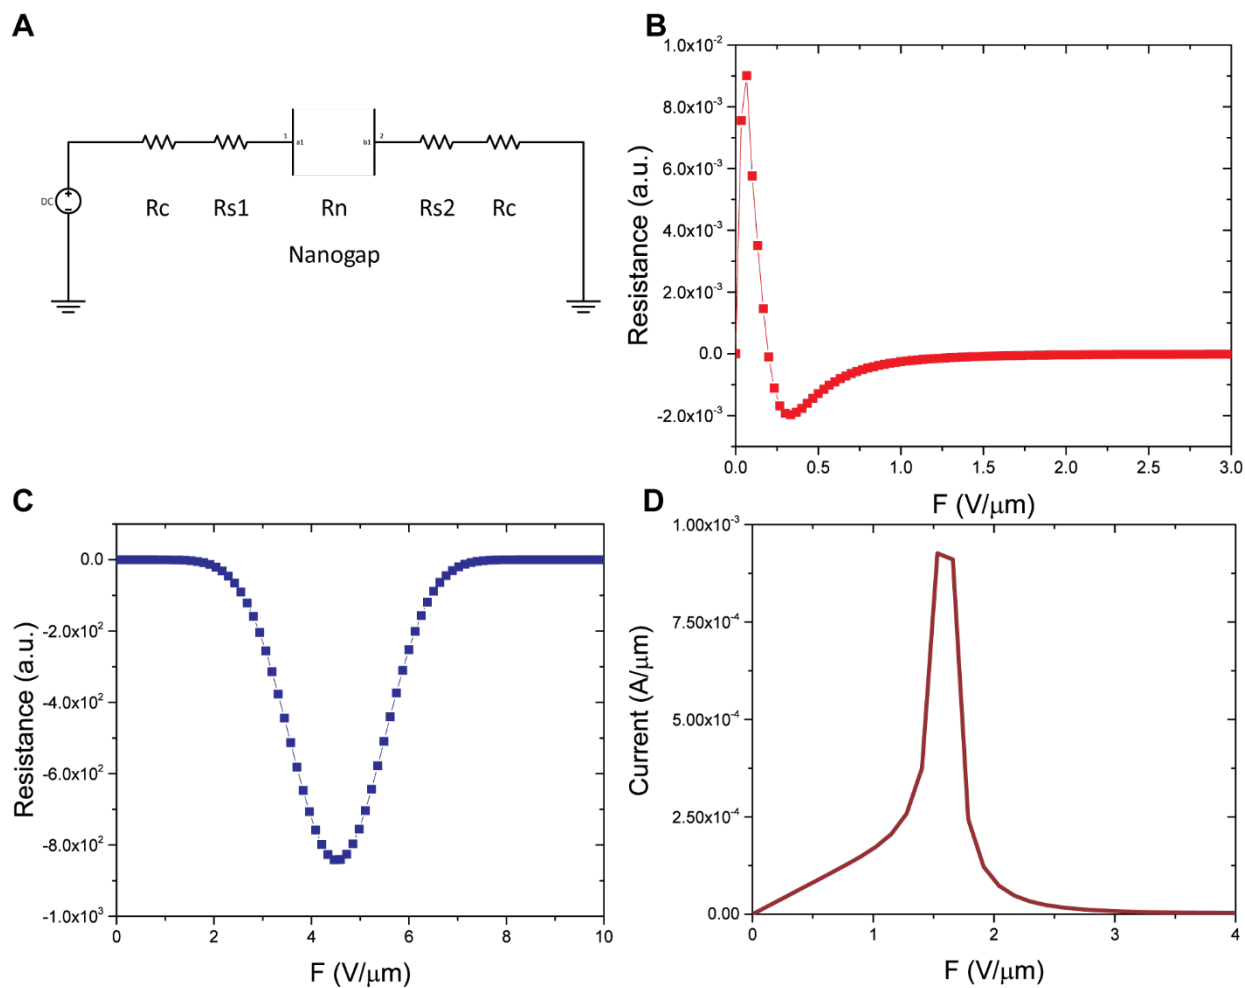 A
DC
Rc
Rs1
1
a1
Rn
b1
2
Rs2
Rc
Nanogap
B
Resistance (a.u.)
1.0x10⁻²
8.0x10⁻³
6.0x10⁻³
4.0x10⁻³
2.0x10⁻³
0.0
-2.0x10⁻³
0.0 0.5 1.0 1.5 2.0 2.5 3.0
F (V/μm)
C
Resistance (a.u.)
0.0
-2.0x10²
-4.0x10²
-6.0x10²
-8.0x10²
-1.0x10³
0 2 4 6 8 10
F (V/μm)
D
Current (A/μm)
1.00x10⁻³
7.50x10⁻⁴
5.00x10⁻⁴
2.50x10⁻⁴
0.00
0 1 2 3 4
F (V/μm)